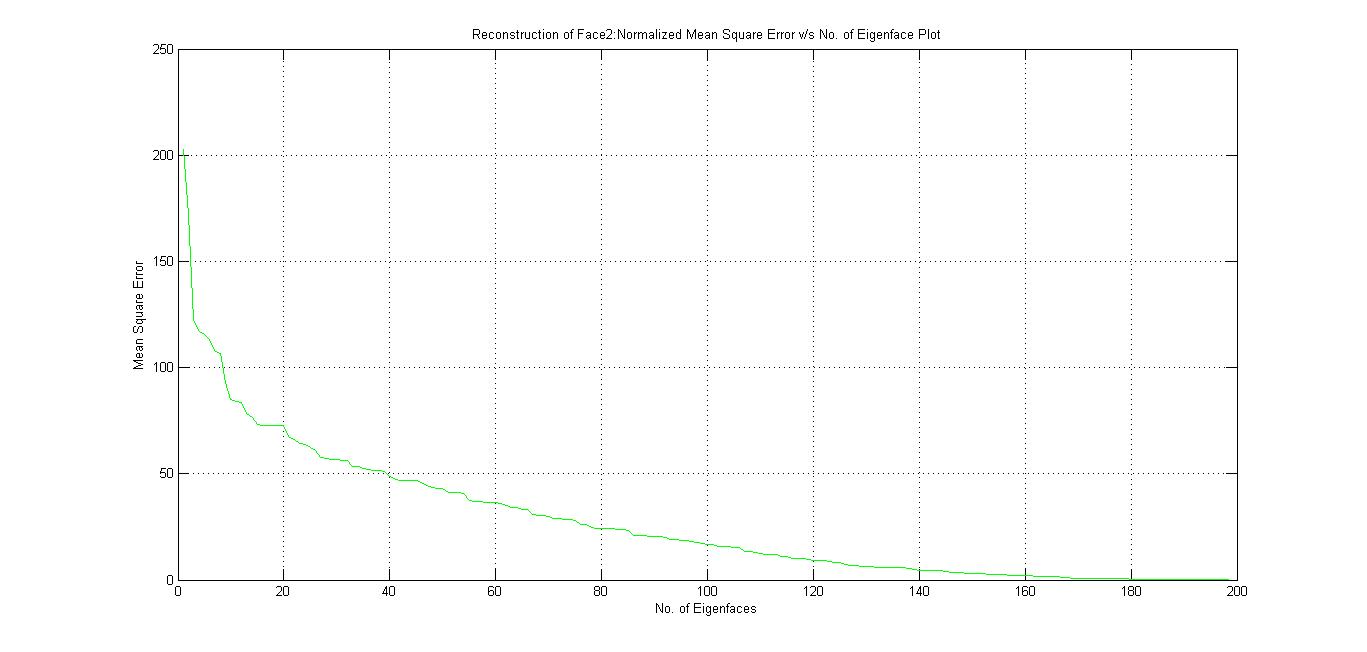 Reconstruction of Face2:Normalized Mean Square Error v/s No. of Eigenface Plot
250
200
150
100
50
0
Mean Square Error
0 20 40 60 80 100 120 140 160 180 200
No. of Eigenfaces